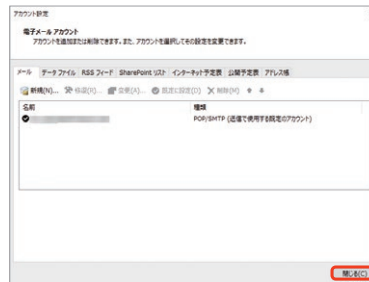 アカウント設定
電子メール アカウント
アカウントを追加または削除できます。また、アカウントを選択してその設定を変更できます。
メール データ ファイル RSS フィード SharePoint リスト インターネット予定表 公開予定表 アドレス帳
新規(N)... 修復(R)... 変更(A)... 既定に設定(D) 削除(M)
名前 種類
POP/SMTP (送信で使用する既定のアカウント)
閉じる(C)